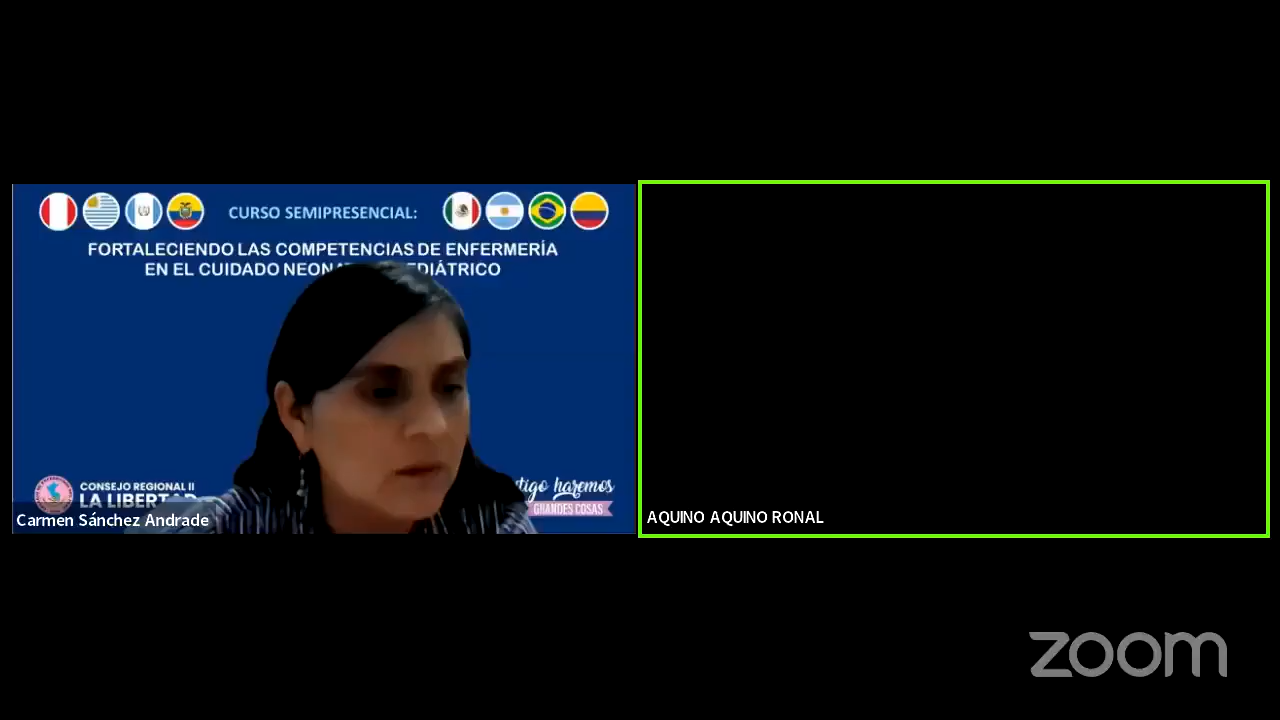 CURSO SEMIPRESENCIAL:
FORTALECIENDO LAS COMPETENCIAS DE ENFERMERÍA
EN EL CUIDADO NEON EDIÁTRICO
CONSEJO REGIONAL II
LA LIBERTAD
tigo haremos
GRANDES COSAS
Carmen Sánchez Andrade
AQUINO AQUINO RONAL
zoom